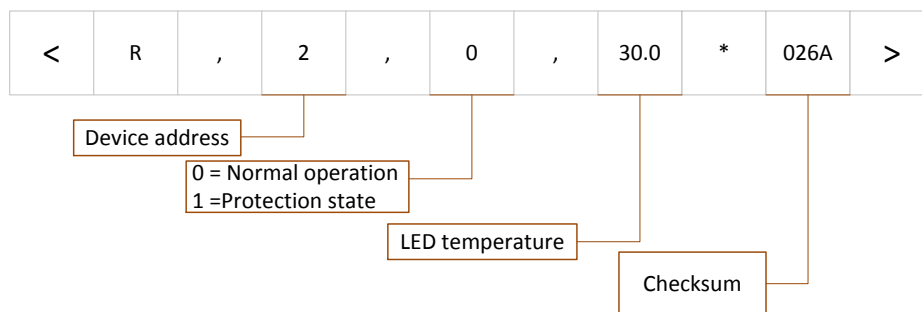 < R , 2 , 0 , 30.0 * 026A >
Device address
0 = Normal operation
1 =Protection state
LED temperature
Checksum